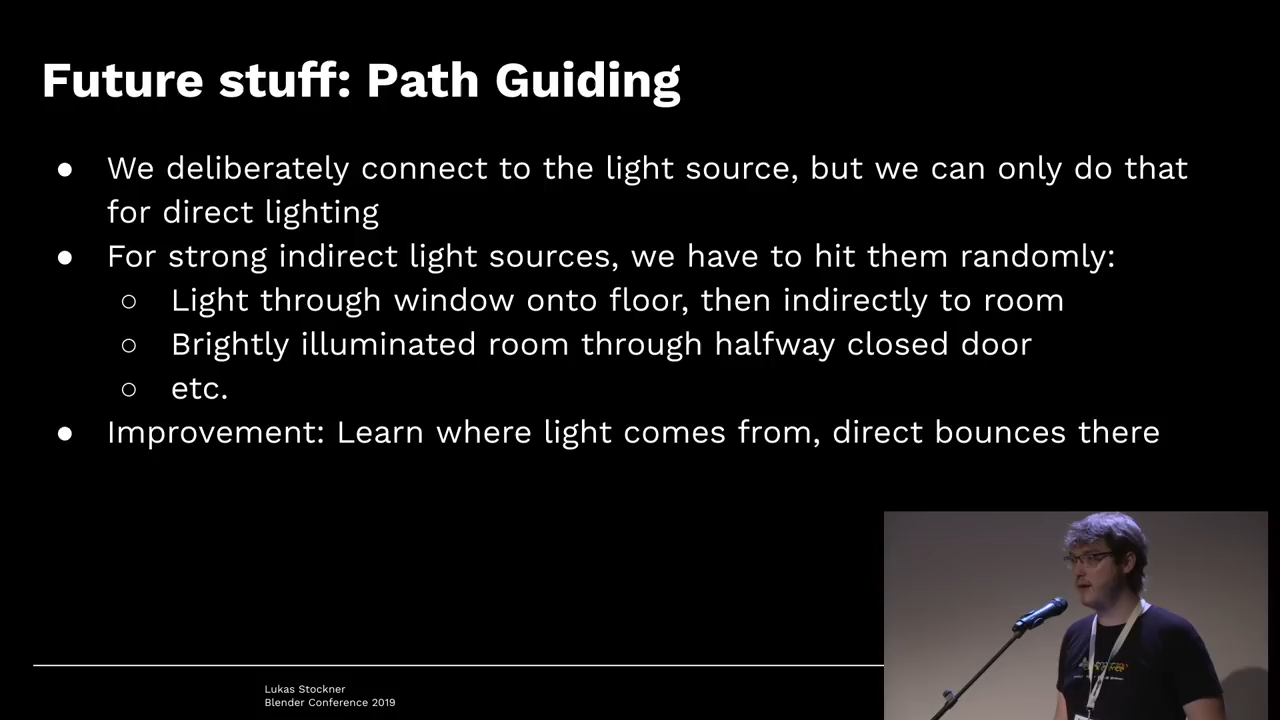 Future stuff: Path Guiding
● We deliberately connect to the light source, but we can only do that
for direct lighting
● For strong indirect light sources, we have to hit them randomly:
○ Light through window onto floor, then indirectly to room
○ Brightly illuminated room through halfway closed door
○ etc.
● Improvement: Learn where light comes from, direct bounces there
Lukas Stockner
Blender Conference 2019